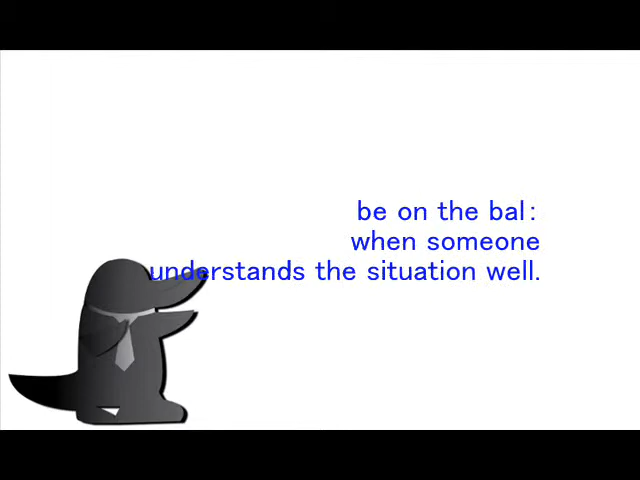 be on the bal:
when someone
understands the situation well.